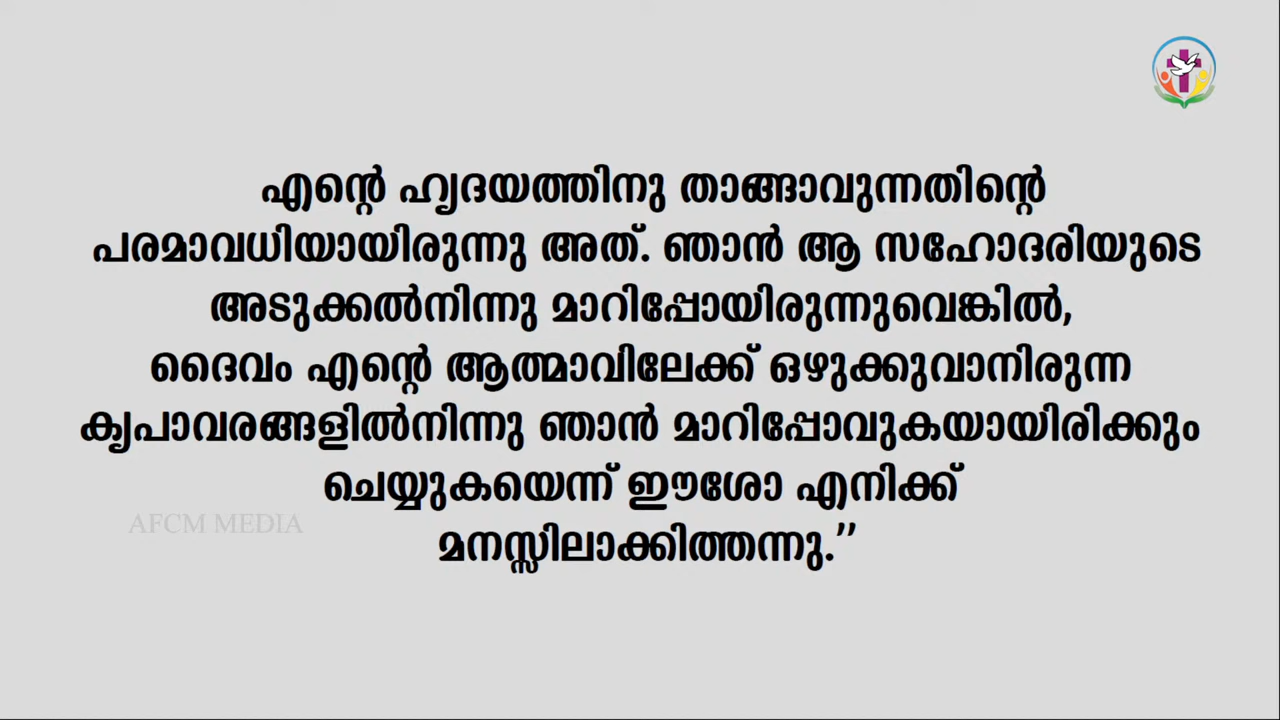 എന്റെ ഹൃദയത്തിനു താങ്ങാവുന്നതിന്റെ
പരമാവധിയായിരുന്നു അത്. ഞാൻ ആ സഹോദരിയുടെ
അടുക്കൽനിന്നു മാറിപ്പോയിരുന്നുവെങ്കിൽ,
ദൈവം എന്റെ ആത്മാവിലേക്ക് ഒഴുക്കുവാനിരുന്ന
കൃപാവരങ്ങളിൽനിന്നു ഞാൻ മാറിപ്പോവുകയായിരിക്കും
ചെയ്യുകയെന്ന് ഈശോ എനിക്ക്
AFCM MEDIA
മനസ്സിലാക്കിത്തന്നു.’’